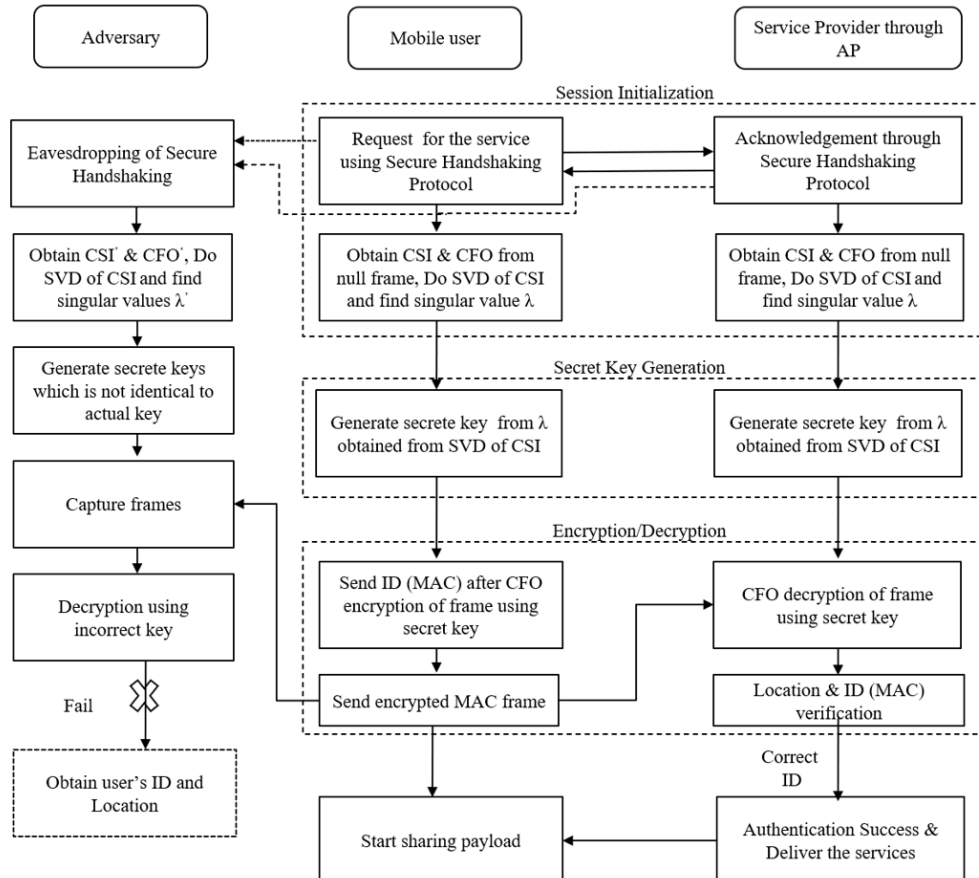 Adversary
Mobile user
Service Provider through
AP
Session Initialization
Eavesdropping of Secure
Handshaking
Request for the service
using Secure Handshaking
Protocol
Acknowledgement through
Secure Handshaking
Protocol
Obtain CSI' & CFO', Do
SVD of CSI and find
singular values λ'
Obtain CSI & CFO from
null frame, Do SVD of CSI
and find singular value λ
Obtain CSI & CFO from null
frame, Do SVD of CSI and
find singular value λ
Secret Key Generation
Generate secrete keys
which is not identical to
actual key
Generate secrete key from λ
obtained from SVD of CSI
Generate secrete key from λ
obtained from SVD of CSI
Capture frames
Encryption/Decryption
Decryption using
incorrect key
Send ID (MAC) after CFO
encryption of frame using
secret key
CFO decryption of frame
using secret key
Fail
Send encrypted MAC frame
Location & ID (MAC)
verification
Correct
ID
Obtain user's ID and
Location
Start sharing payload
Authentication Success &
Deliver the services